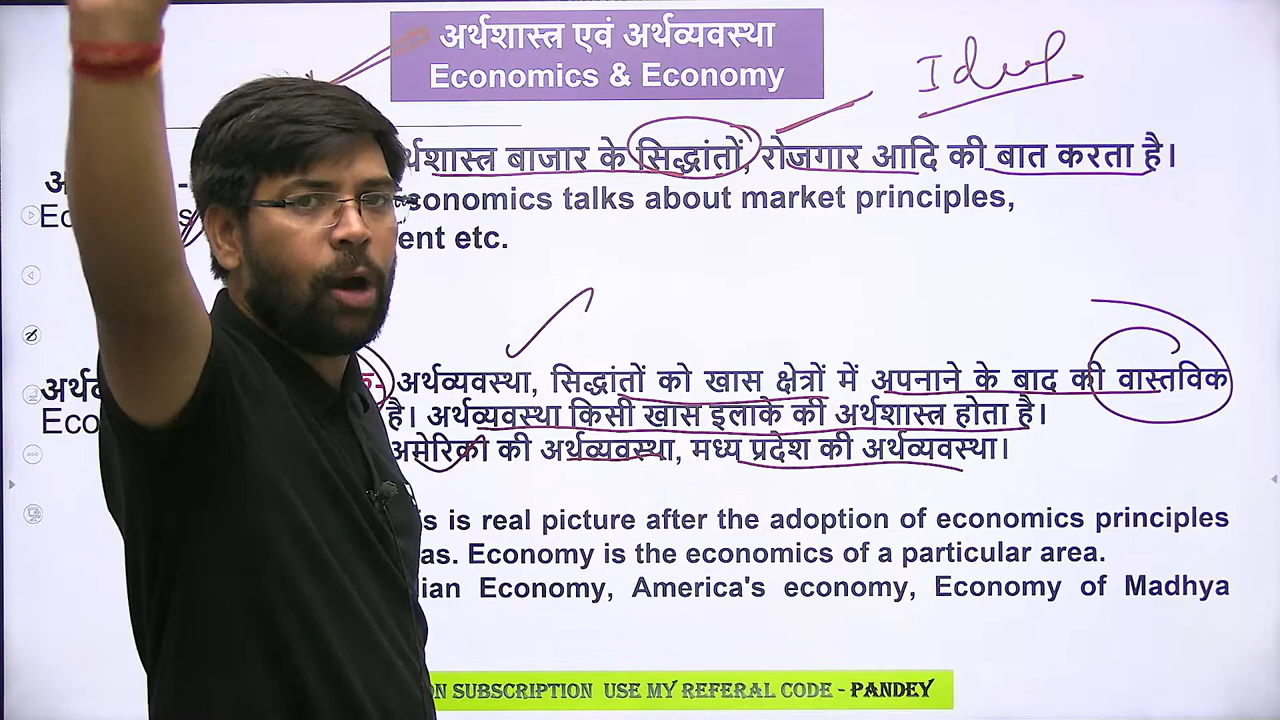 अर्थशास्त्र एवं अर्थव्यवस्था
Economics & Economy
र्थशास्त्र बाजार के सिद्धांतों, रोजगार आदि की बात करता है।
conomics talks about market principles,
ent etc.
अर्थव्यवस्था, सिद्धांतों को खास क्षेत्रों में अपनाने के बाद की वास्तविक
है। अर्थव्यवस्था किसी खास इलाके की अर्थशास्त्र होता है।
अमेरिका की अर्थव्यवस्था, मध्य प्रदेश की अर्थव्यवस्था।
s is real picture after the adoption of economics principles
as. Economy is the economics of a particular area.
ian Economy, America's economy, Economy of Madhya
ON SUBSCRIPTION USE MY REFERAL CODE - PANDEY